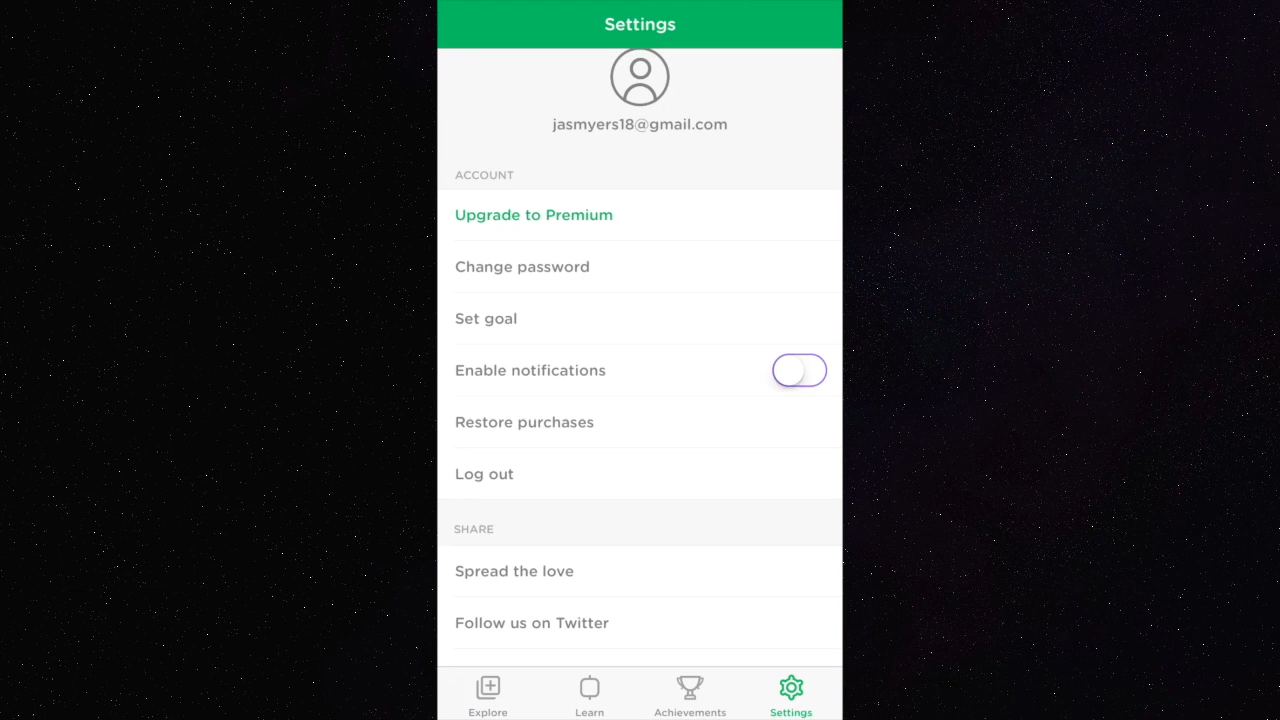 Settings
jasmyers18@gmail.com
ACCOUNT
Upgrade to Premium
Change password
Set goal
Enable notifications
Restore purchases
Log out
SHARE
Spread the love
Follow us on Twitter
Explore
Learn
Achievements
Settings